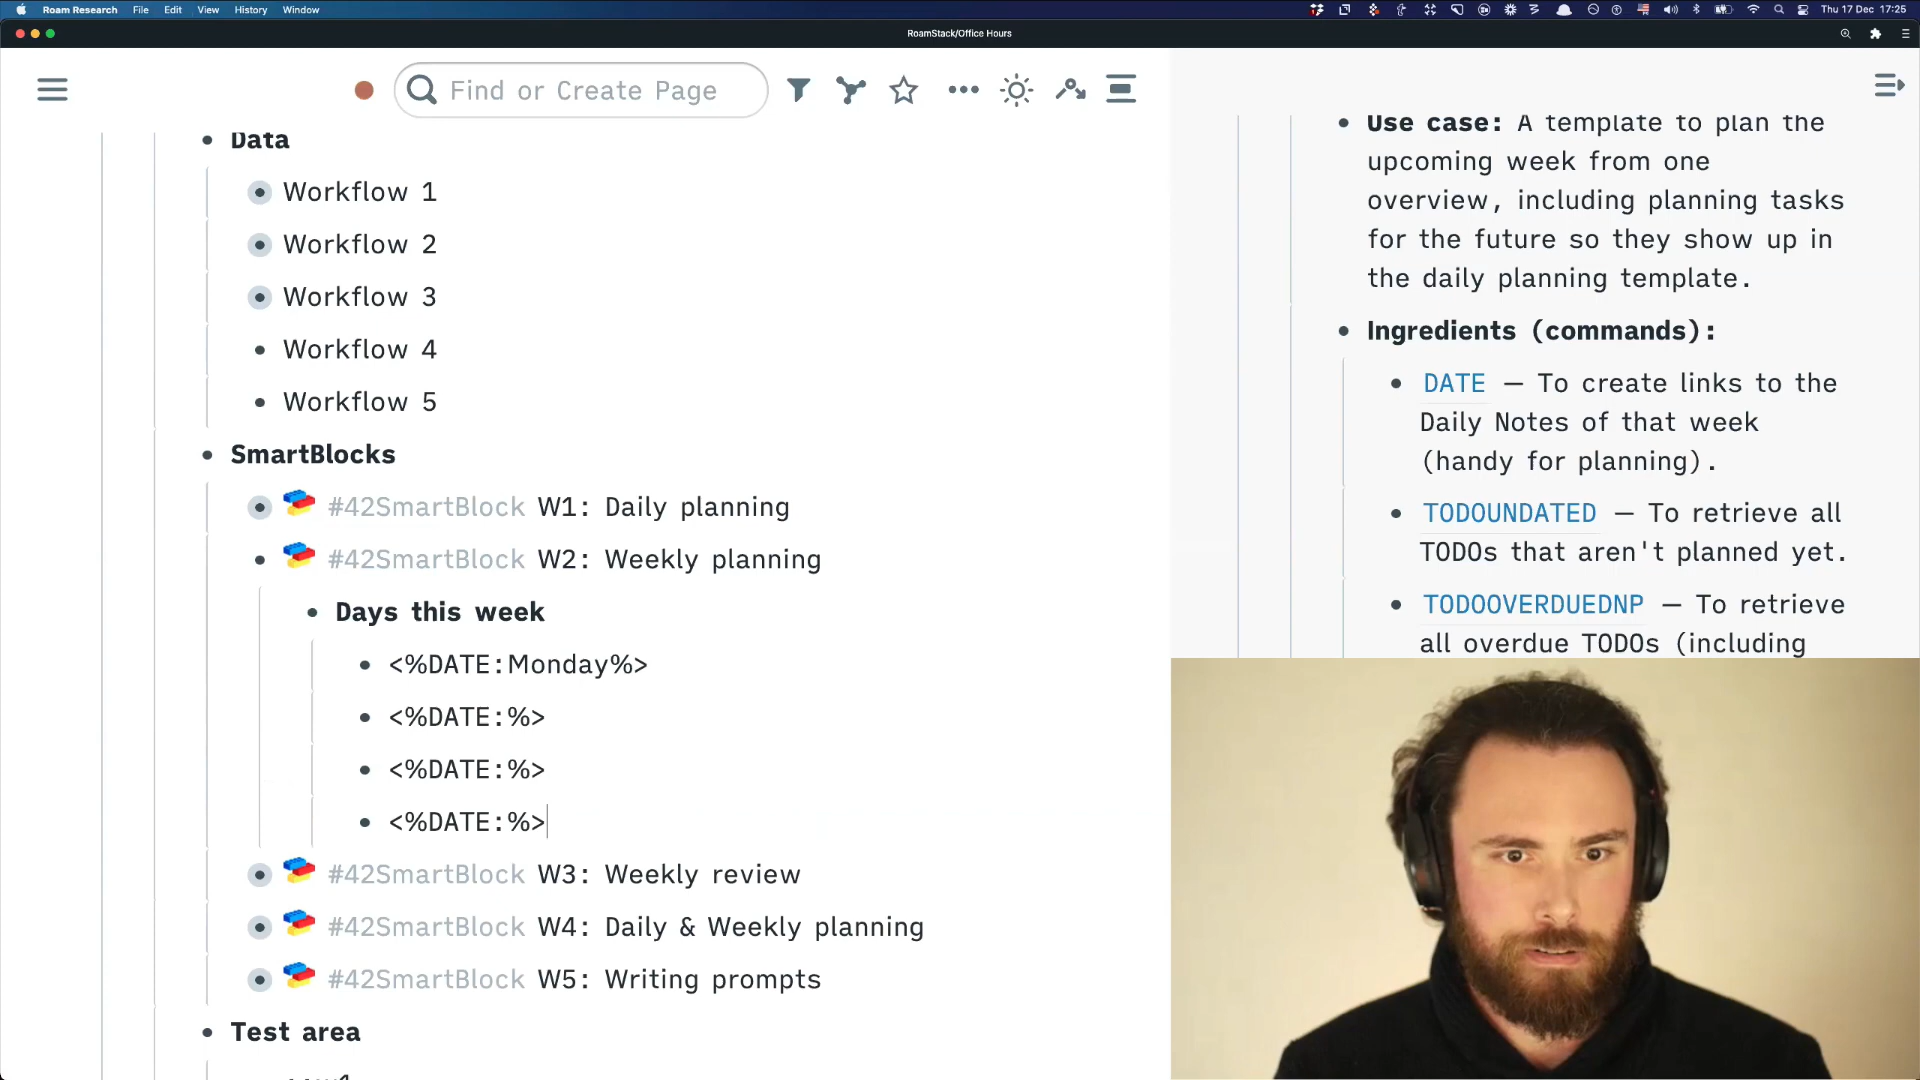 Roam Research File Edit View History Window
Thu 17 Dec 17:25
RoamStack/Office Hours
Find or Create Page
Data
Workflow 1
Workflow 2
Workflow 3
Workflow 4
Workflow 5
SmartBlocks
#42SmartBlock W1: Daily planning
#42SmartBlock W2: Weekly planning
Days this week
<%DATE:Monday%>
<%DATE:%>
<%DATE:%>
<%DATE:%>
#42SmartBlock W3: Weekly review
#42SmartBlock W4: Daily & Weekly planning
#42SmartBlock W5: Writing prompts
Test area
Use case: A template to plan the
upcoming week from one
overview, including planning tasks
for the future so they show up in
the daily planning template.
Ingredients (commands):
DATE — To create links to the
Daily Notes of that week
(handy for planning).
TODOUNDATED — To retrieve all
TODOs that aren't planned yet.
TODOOVERDUEDNP — To retrieve
all overdue TODOs (including